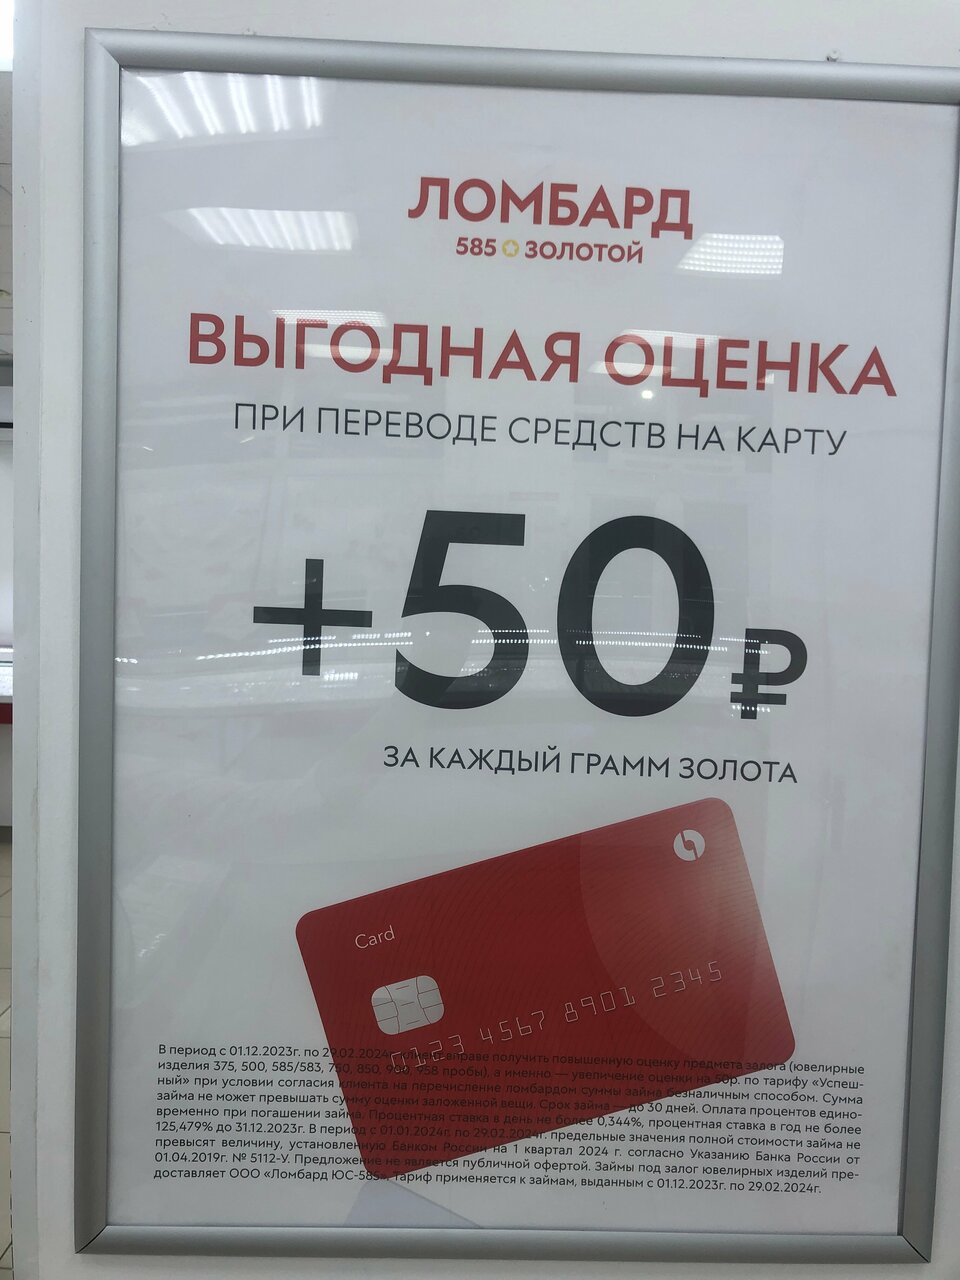 ЛОМБАРД
585 ЗОЛОТОЙ
ВЫГОДНАЯ ОЦЕНКА
ПРИ ПЕРЕВОДЕ СРЕДСТВ НА КАРТУ
+50₽
ЗА КАЖДЫЙ ГРАММ ЗОЛОТА
Card
0123 4567 8901 2345
В период с 01.12.2023г. по 29.02.2024г. клиент вправе получить повышенную оценку предмета залога (ювелирные
изделия 375, 500, 585/583, 750, 850, 900, 958 пробы), а именно — увеличение оценки на 50р. по тарифу «Успеш-
ный» при условии согласия клиента на перечисление ломбардом суммы займа безналичным способом. Сумма
займа не может превышать сумму оценки заложенной вещи. Срок займа — до 30 дней. Оплата процентов едино-
временно при погашении займа. Процентная ставка в день не более 0,344%, процентная ставка в год не более
125,479% до 31.12.2023г. В период с 01.01.2024г. по 29.02.2024г. предельные значения полной стоимости займа не
превысят величину, установленную Банком России на 1 квартал 2024 г. согласно Указанию Банка России от
01.04.2019г. № 5112-У. Предложение не является публичной офертой. Займы под залог ювелирных изделий пре-
доставляет ООО «Ломбард ЮС-585». Тариф применяется к займам, выданным с 01.12.2023г. по 29.02.2024г.